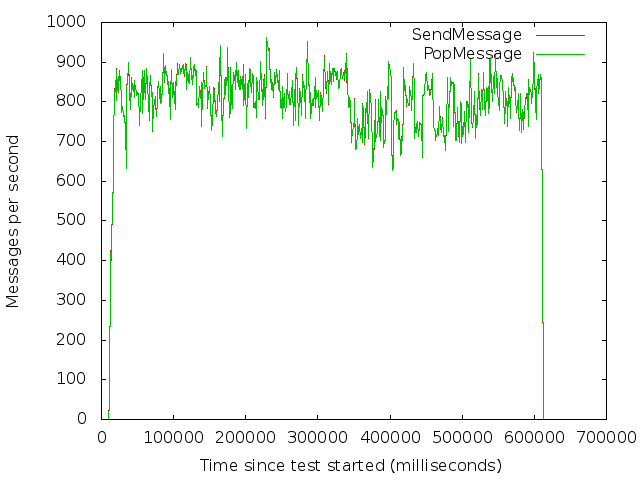 1000
900
800
700
600
500
400
300
200
100
0
Messages per second
SendMessage
PopMessage
0 100000 200000 300000 400000 500000 600000 700000
Time since test started (milliseconds)